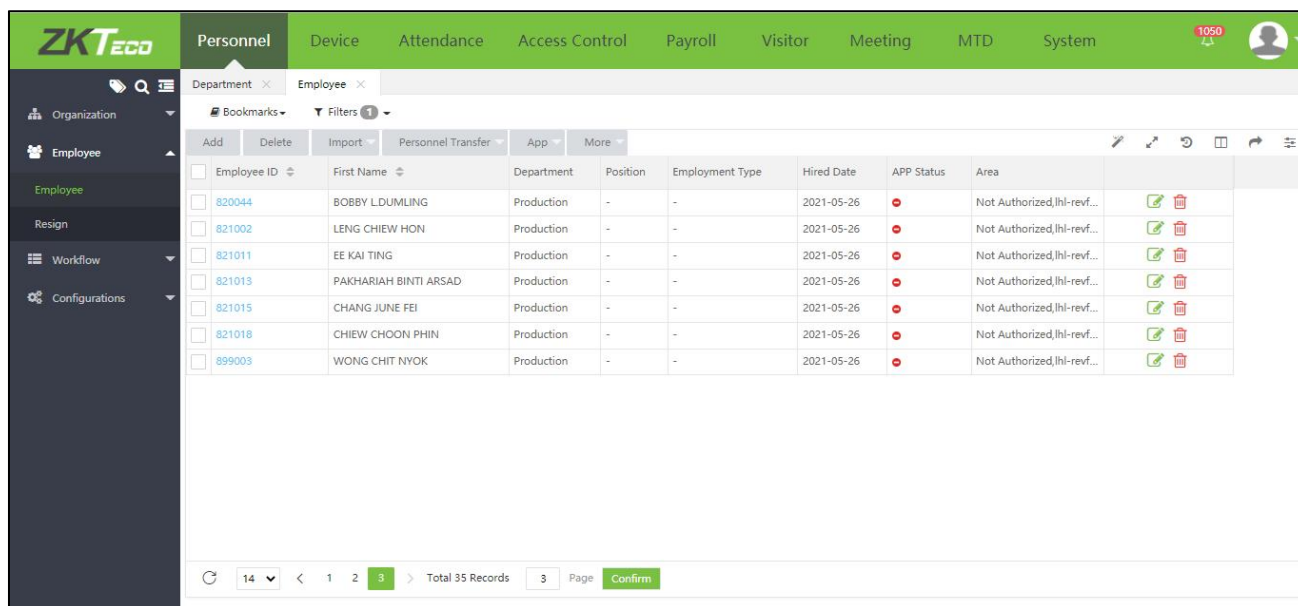 ZKTeco Personnel Device Attendance Access Control Payroll Visitor Meeting MTD System 1050
Department Employee
Organization Bookmarks Filters 1
Add Delete Import Personnel Transfer App More
Employee
Employee ID First Name Department Position Employment Type Hired Date APP Status Area
Employee
820044 BOBBY L.DUMLING Production - - 2021-05-26 Not Authorized,lhl-revf...
Resign
821002 LENG CHIEW HON Production - - 2021-05-26 Not Authorized,lhl-revf...
Workflow
821011 EE KAI TING Production - - 2021-05-26 Not Authorized,lhl-revf...
821013 PAKHARIAH BINTI ARSAD Production - - 2021-05-26 Not Authorized,lhl-revf...
Configurations
821015 CHANG JUNE FEI Production - - 2021-05-26 Not Authorized,lhl-revf...
821018 CHIEW CHOON PHIN Production - - 2021-05-26 Not Authorized,lhl-revf...
899003 WONG CHIT NYOK Production - - 2021-05-26 Not Authorized,lhl-revf...
14 < 1 2 3 > Total 35 Records 3 Page Confirm